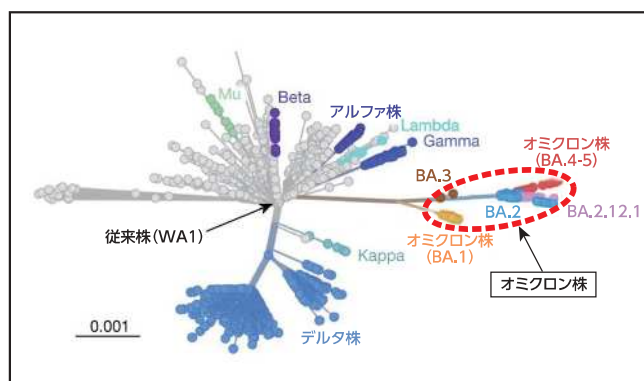 Mu
Beta
アルファ株
Lambda
Gamma
オミクロン株
(BA.4-5)
BA.3
BA.2
BA.2.12.1
従来株(WA1)
オミクロン株
(BA.1)
Kappa
オミクロン株
デルタ株
0.001